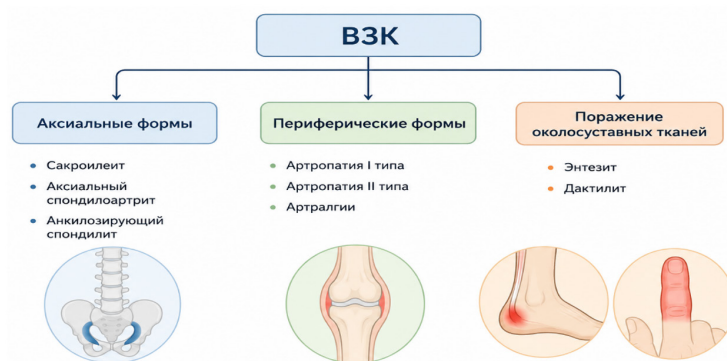 ВЗК
Аксиальные формы
• Сакроилеит
• Аксиальный
спондилоартрит
• Анкилозирующий
спондилит
Периферические формы
• Артропатия I типа
• Артропатия II типа
• Артралгии
Поражение
околосуставных тканей
• Энтезит
• Дактилит